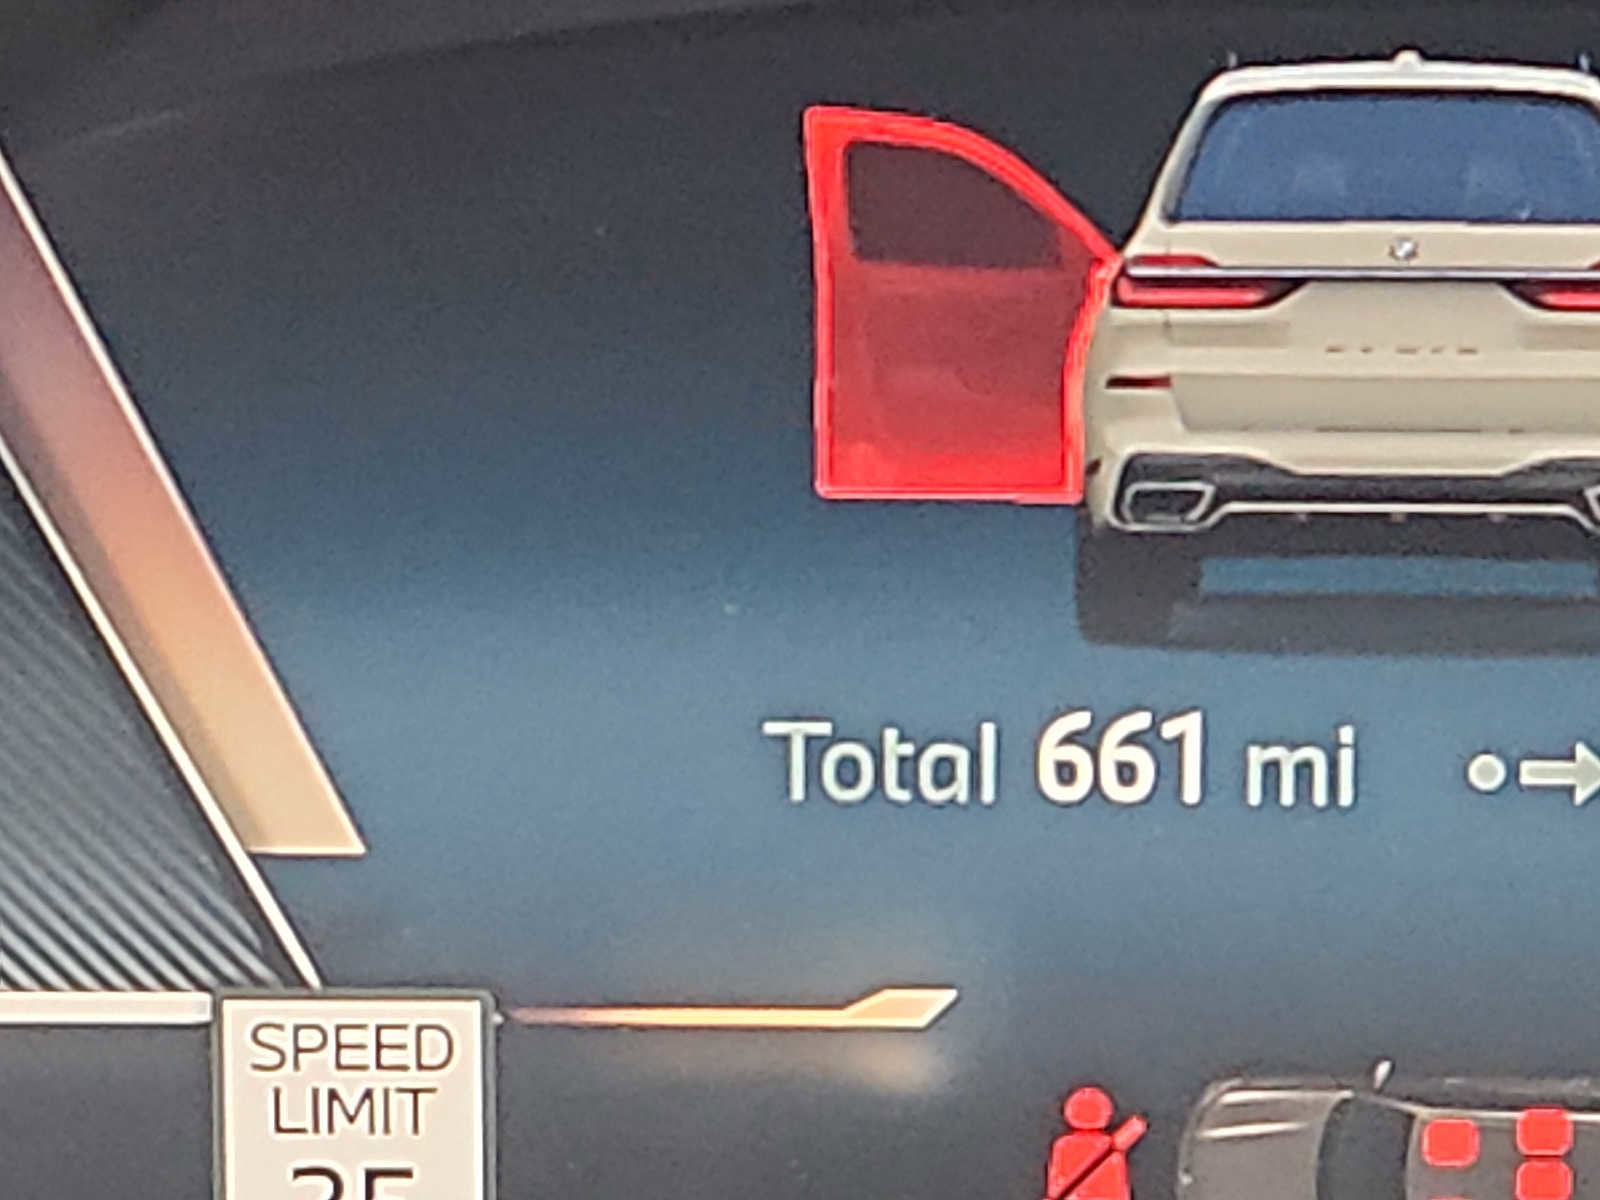 Total 661 mi
SPEED
LIMIT